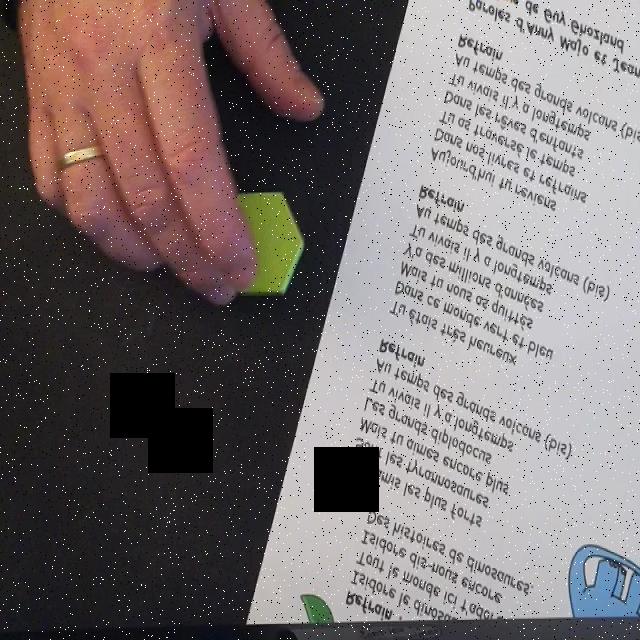 Refrain
Isidore le dinosaure
Tout le monde ici t'adore
Isidore dis-nous encore
Des histoires de dinosaures.
amis les plus forts
les tyrannosaures
Mais tu aimes encore plus
Les grands diplodocus
Tu vivais il y a longtemps
Au temps des grands volcans (bis)
Refrain
Tu étais très heureux
Dans ce monde vert et bleu
Mais tu nous as quittés
Y'a des millions d'années
Tu vivais il y a longtemps
Au temps des grands volcans (bis)
Refrain
Aujourd'hui tu reviens
Dans nos livres et refrains
Tu as traversé le temps
Dans les rêves d'enfants
Tu vivais il y a longtemps
Au temps des grands volcans (bis
Refrain
Paroles d'Anny Majo et Jean
de Guy Ghozland